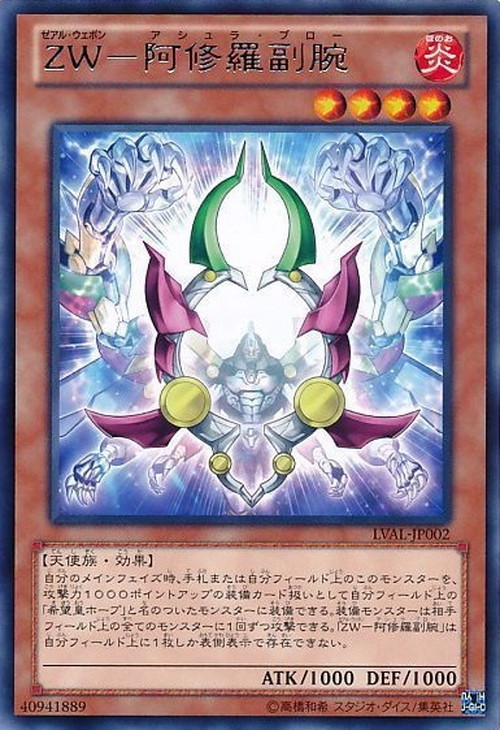 ゼアル・ウェポン アシュラ・ブロー
ZW－阿修羅副腕
ほのお
炎
LVAL-JP002
【天使族・効果】
自分のメインフェイズ時、手札または自分フィールド上のこのモンスターを、
攻撃力1000ポイントアップの装備カード扱いとして自分フィールド上の
「希望皇ホープ」と名のついたモンスターに装備できる。装備モンスターは相手
フィールド上の全てのモンスターに1回ずつ攻撃できる。「ZW－阿修羅副腕」は
自分フィールド上に1枚しか表側表示で存在できない。
ATK/1000 DEF/1000
40941889
©高橋和希 スタジオ・ダイス/集英社